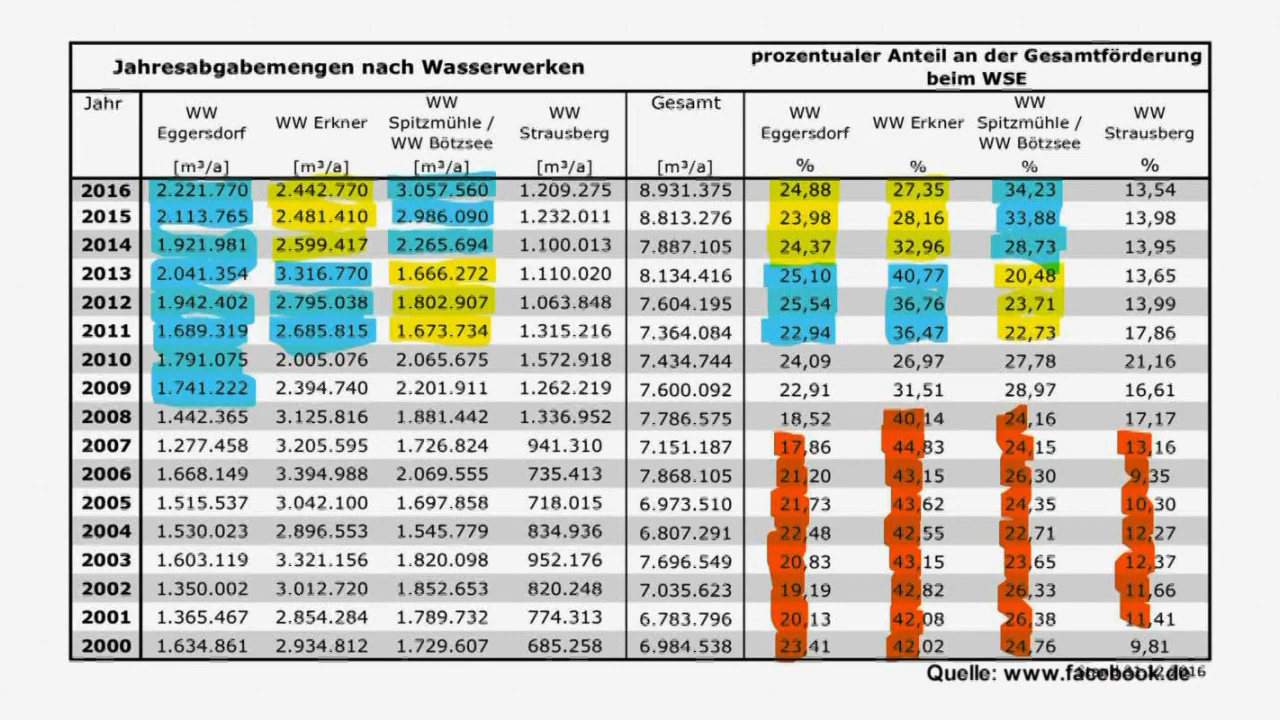 Jahresabgabemengen nach Wasserwerken
prozentualer Anteil an der Gesamtförderung
beim WSE
Jahr WW Eggersdorf WW Erkner WW Spitzmühle / WW Bötzsee WW Strausberg Gesamt WW Eggersdorf WW Erkner WW Spitzmühle / WW Bötzsee WW Strausberg
[m³/a] [m³/a] [m³/a] [m³/a] [m³/a] % % % %
2016 2.221.770 2.442.770 3.057.560 1.209.275 8.931.375 24,88 27,35 34,23 13,54
2015 2.113.765 2.481.410 2.986.090 1.232.011 8.813.276 23,98 28,16 33,88 13,98
2014 1.921.981 2.599.417 2.265.694 1.100.013 7.887.105 24,37 32,96 28,73 13,95
2013 2.041.354 3.316.770 1.666.272 1.110.020 8.134.416 25,10 40,77 20,48 13,65
2012 1.942.402 2.795.038 1.802.907 1.063.848 7.604.195 25,54 36,76 23,71 13,99
2011 1.689.319 2.685.815 1.673.734 1.315.216 7.364.084 22,94 36,47 22,73 17,86
2010 1.791.075 2.005.076 2.065.675 1.572.918 7.434.744 24,09 26,97 27,78 21,16
2009 1.741.222 2.394.740 2.201.911 1.262.219 7.600.092 22,91 31,51 28,97 16,61
2008 1.442.365 3.125.816 1.881.442 1.336.952 7.786.575 18,52 40,14 24,16 17,17
2007 1.277.458 3.205.595 1.726.824 941.310 7.151.187 17,86 44,83 24,15 13,16
2006 1.668.149 3.394.988 2.069.555 735.413 7.868.105 21,20 43,15 26,30 9,35
2005 1.515.537 3.042.100 1.697.858 718.015 6.973.510 21,73 43,62 24,35 10,30
2004 1.530.023 2.896.553 1.545.779 834.936 6.807.291 22,48 42,55 22,71 12,27
2003 1.603.119 3.321.156 1.820.098 952.176 7.696.549 20,83 43,15 23,65 12,37
2002 1.350.002 3.012.720 1.852.653 820.248 7.035.623 19,19 42,82 26,33 11,66
2001 1.365.467 2.854.284 1.789.732 774.313 6.783.796 20,13 42,08 26,38 11,41
2000 1.634.861 2.934.812 1.729.607 685.258 6.984.538 23,41 42,02 24,76 9,81
Quelle: www.facebook.de